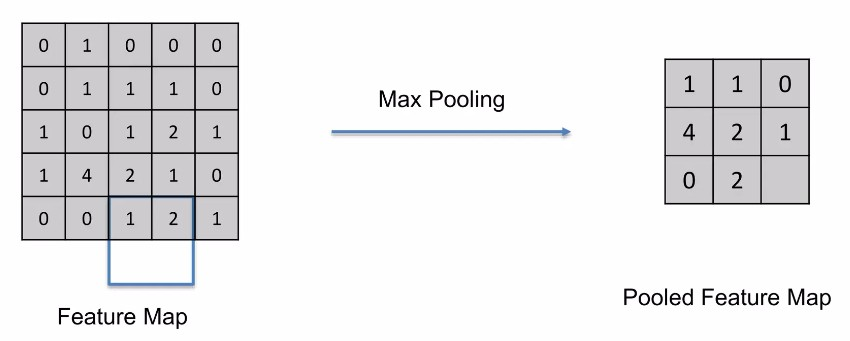 0 1 0 0 0
0 1 1 1 0
1 0 1 2 1
1 4 2 1 0
0 0 1 2 1
Feature Map
Max Pooling
1 1 0
4 2 1
0 2
Pooled Feature Map